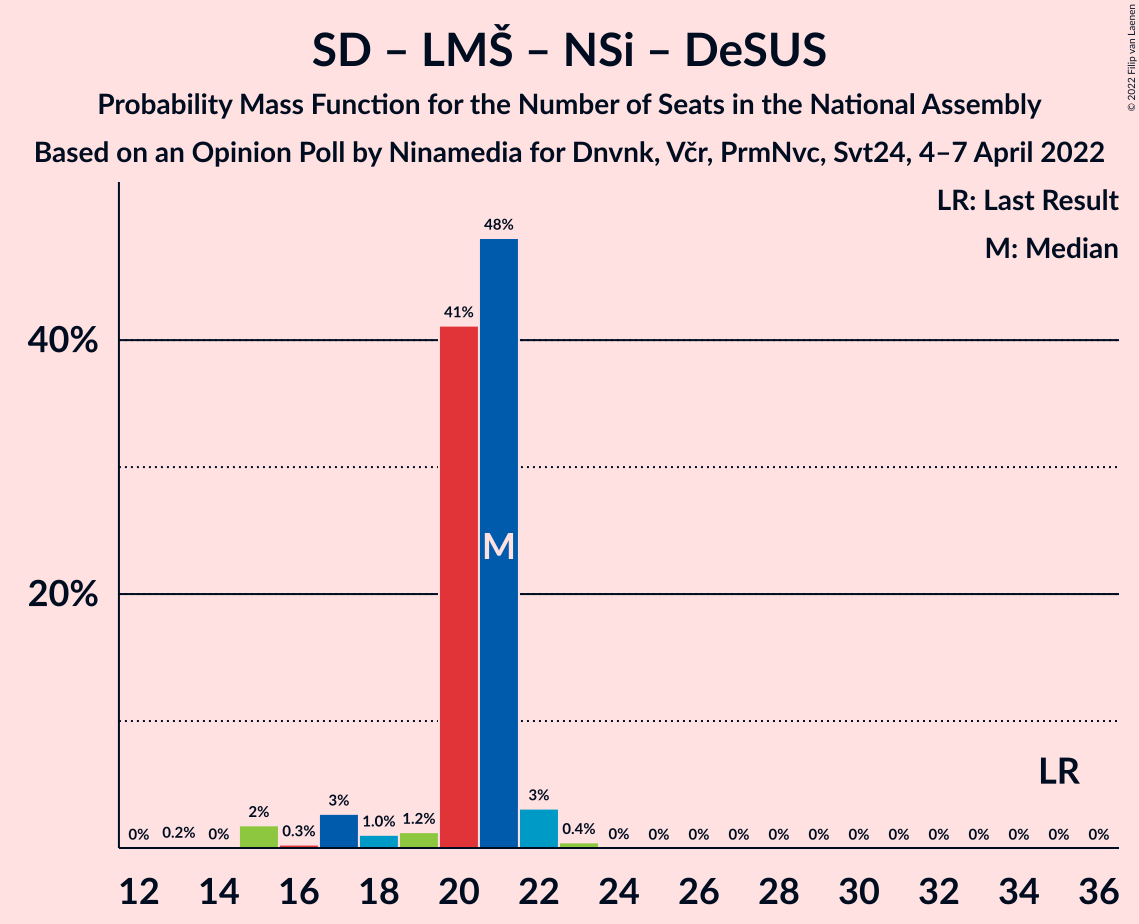 SD – LMŠ – NSi – DeSUS
Probability Mass Function for the Number of Seats in the National Assembly
Based on an Opinion Poll by Ninamedia for Dnvnk, Včr, PrmNvc, Svt24, 4–7 April 2022
© 2022 Filip van Laenen
LR: Last Result
M: Median
40%
20%
0% 0.2% 0% 2% 0.3% 3% 1.0% 1.2% 41% 48% 3% 0.4% 0% 0% 0% 0% 0% 0% 0% 0% 0% 0% 0% 0% 0%
M
LR
12 14 16 18 20 22 24 26 28 30 32 34 36